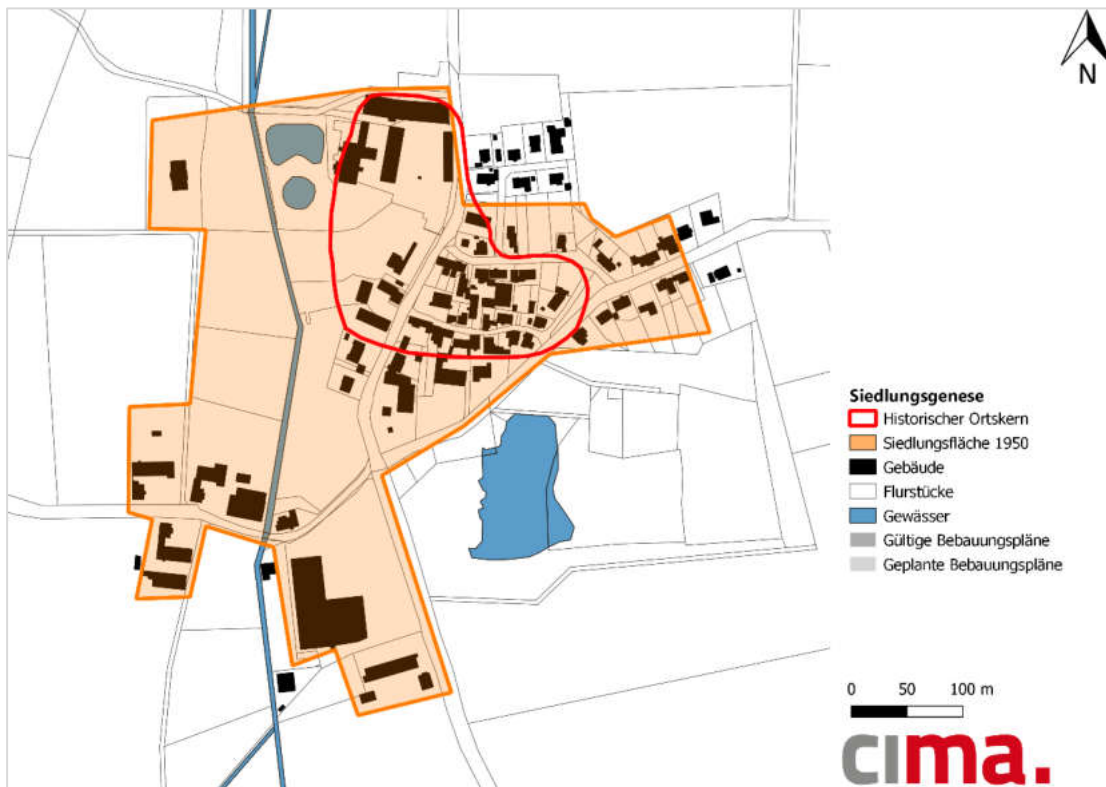 N
Siedlungsgenese
Historischer Ortskern
Siedlungsfläche 1950
Gebäude
Flurstücke
Gewässer
Gültige Bebauungspläne
Geplante Bebauungspläne
0 50 100 m
cima.